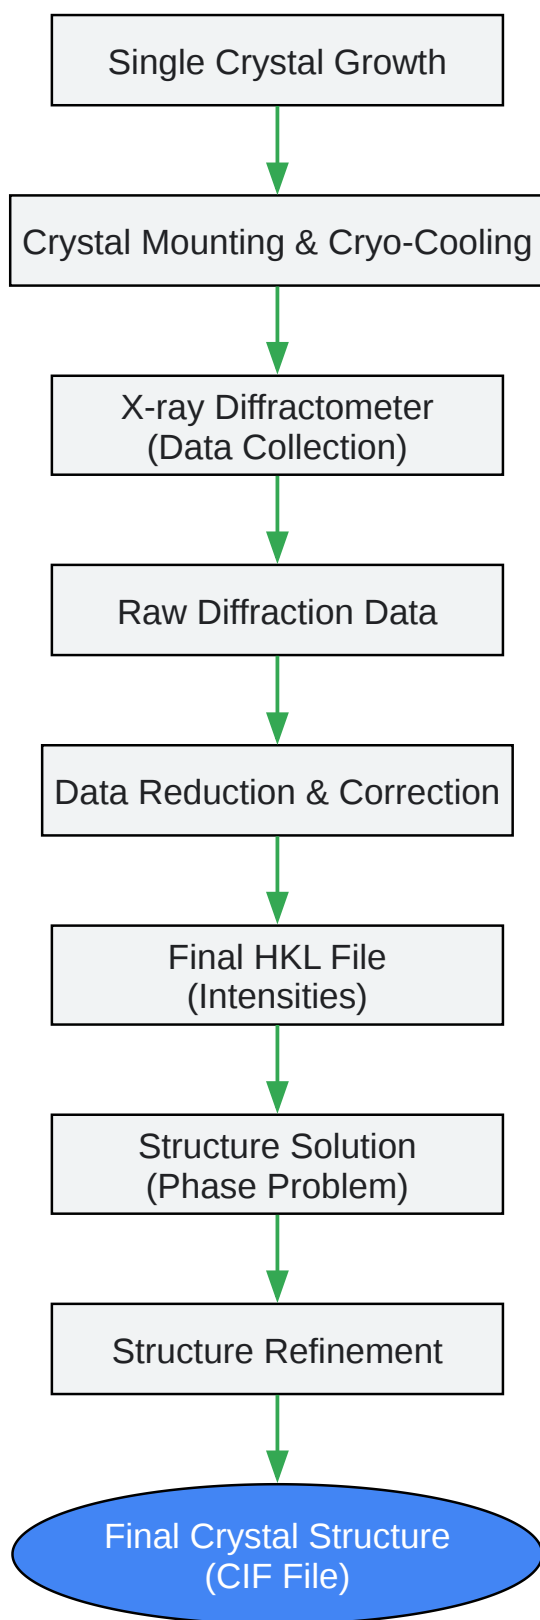 Single Crystal Growth
Crystal Mounting & Cryo-Cooling
X-ray Diffractometer
(Data Collection)
Raw Diffraction Data
Data Reduction & Correction
Final HKL File
(Intensities)
Structure Solution
(Phase Problem)
Structure Refinement
Final Crystal Structure
(CIF File)